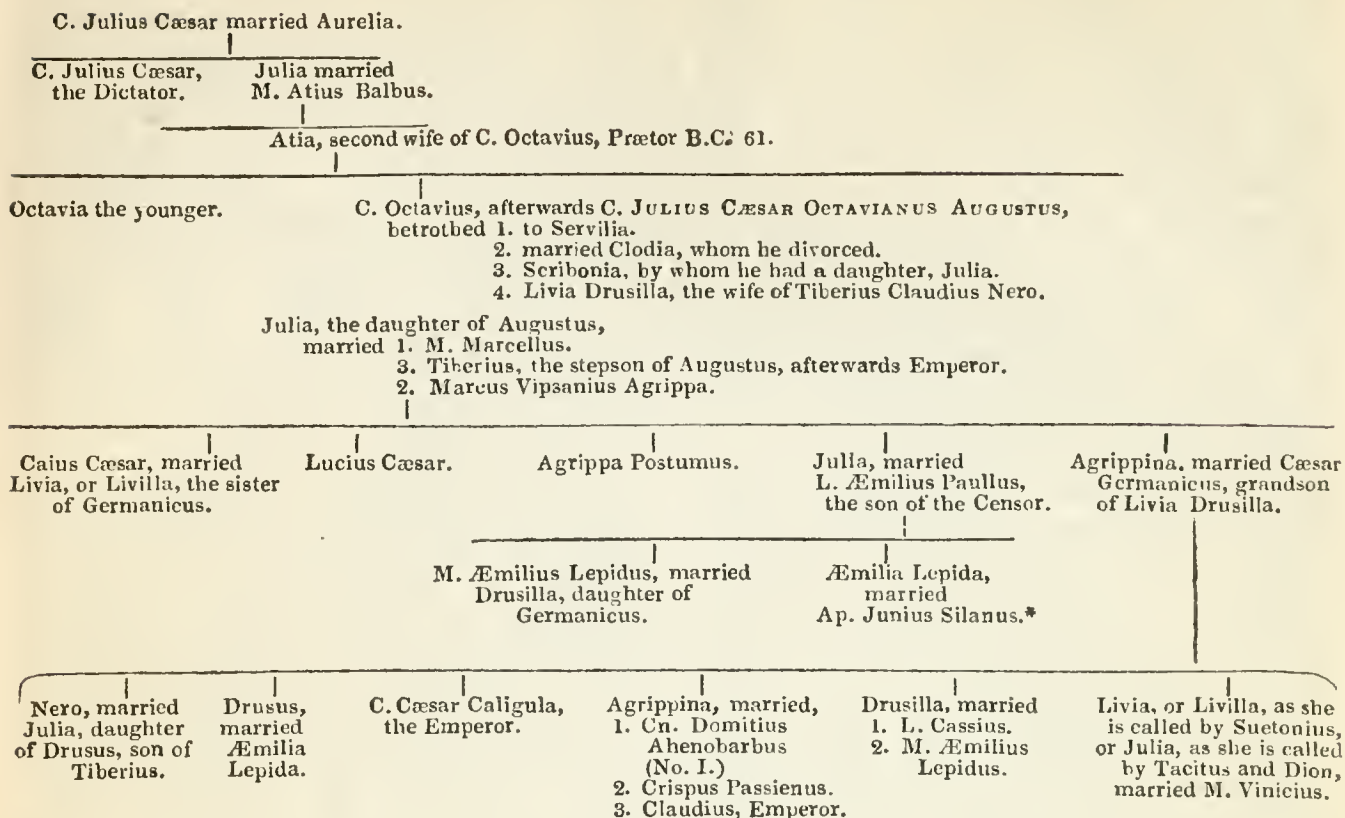 C. Julius Cæsar married Aurelia.
C. Julius Cæsar,
the Dictator.
Julia married
M. Atius Balbus.
Atia, second wife of C. Octavius, Prætor B.C. 61.
Octavia the younger.
C. Octavius, afterwards C. JULIUS CÆSAR OCTAVIANUS AUGUSTUS,
betrothed 1. to Servilia.
2. married Clodia, whom he divorced.
3. Scribonia, by whom he had a daughter, Julia.
4. Livia Drusilla, the wife of Tiberius Claudius Nero.
Julia, the daughter of Augustus,
married 1. M. Marcellus.
3. Tiberius, the stepson of Augustus, afterwards Emperor.
2. Marcus Vipsanius Agrippa.
Caius Cæsar, married
Livia, or Livilla, the sister
of Germanicus.
Lucius Cæsar.
Agrippa Postumus.
Julia, married
L. Æmilius Paullus,
the son of the Censor.
Agrippina, married Cæsar
Germanicus, grandson
of Livia Drusilla.
M. Æmilius Lepidus, married
Drusilla, daughter of
Germanicus.
Æmilia Lepida,
married
Ap. Junius Silanus.*
Nero, married
Julia, daughter
of Drusus, son of
Tiberius.
Drusus,
married
Æmilia
Lepida.
C. Cæsar Caligula,
the Emperor.
Agrippina, married,
1. Cn. Domitius
Ahenobarbus
(No. I.)
2. Crispus Passienus.
3. Claudius, Emperor.
Drusilla, married
1. L. Cassius.
2. M. Æmilius
Lepidus.
Livia, or Livilla, as she
is called by Suetonius,
or Julia, as she is called
by Tacitus and Dion,
married M. Vinicius.